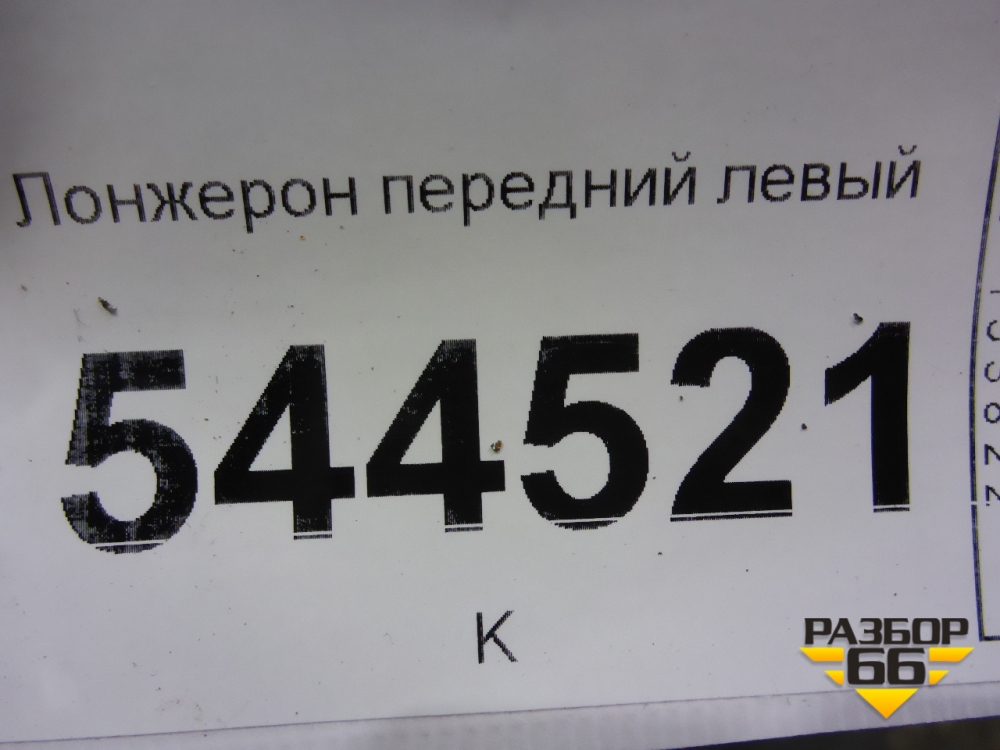 Лонжерон передний левый
544521
К
РАЗБОР
66